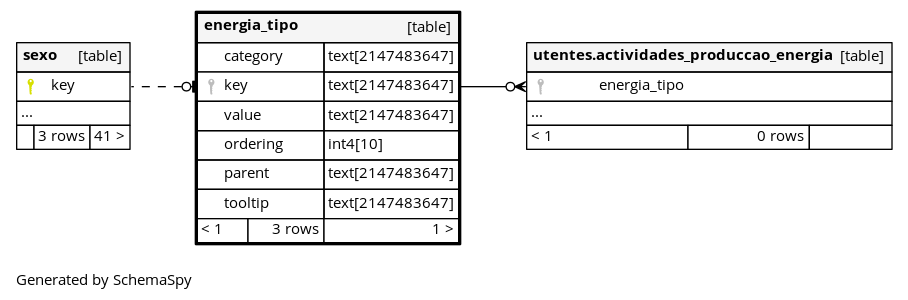 sexo [table]
key
...
3 rows 41 >
energia_tipo [table]
category text[2147483647]
key text[2147483647]
value text[2147483647]
ordering int4[10]
parent text[2147483647]
tooltip text[2147483647]
< 1 3 rows 1 >
utentes.actividades_produccao_energia [table]
energia_tipo
...
< 1 0 rows
Generated by SchemaSpy